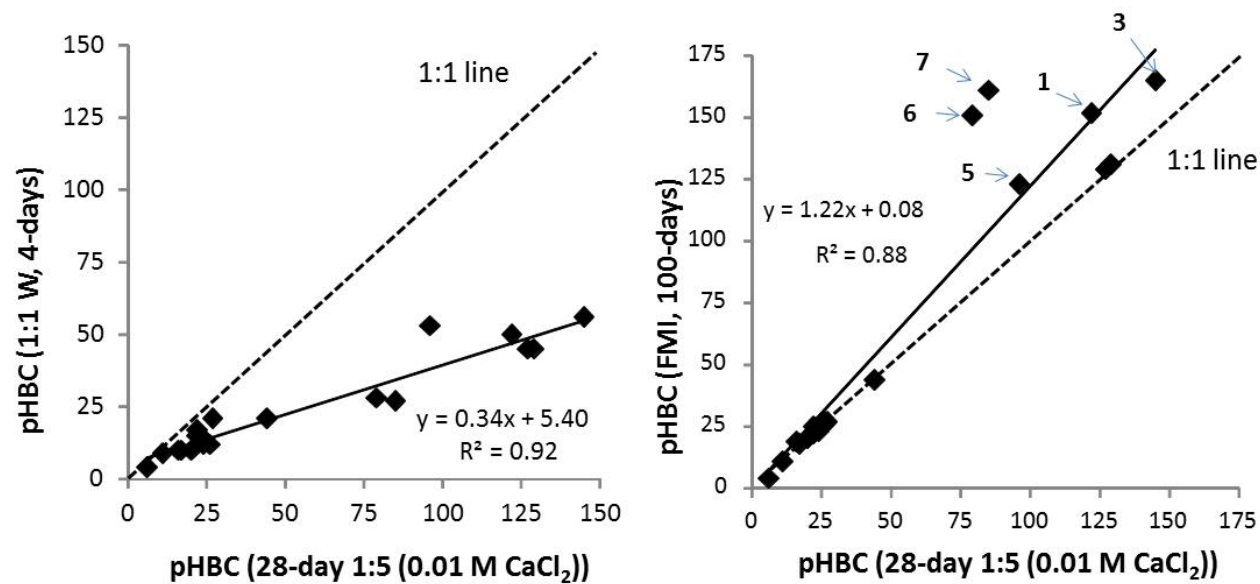 150
125
100
75
50
25
0
pHBC (1:1 W, 4-days)
1:1 line
y = 0.34x + 5.40
R² = 0.92
0 25 50 75 100 125 150
pHBC (28-day 1:5 (0.01 M CaCl₂))
175
150
125
100
75
50
25
0
pHBC (FMI, 100-days)
3
7
1
6
1:1 line
5
y = 1.22x + 0.08
R² = 0.88
0 25 50 75 100 125 150 175
pHBC (28-day 1:5 (0.01 M CaCl₂))